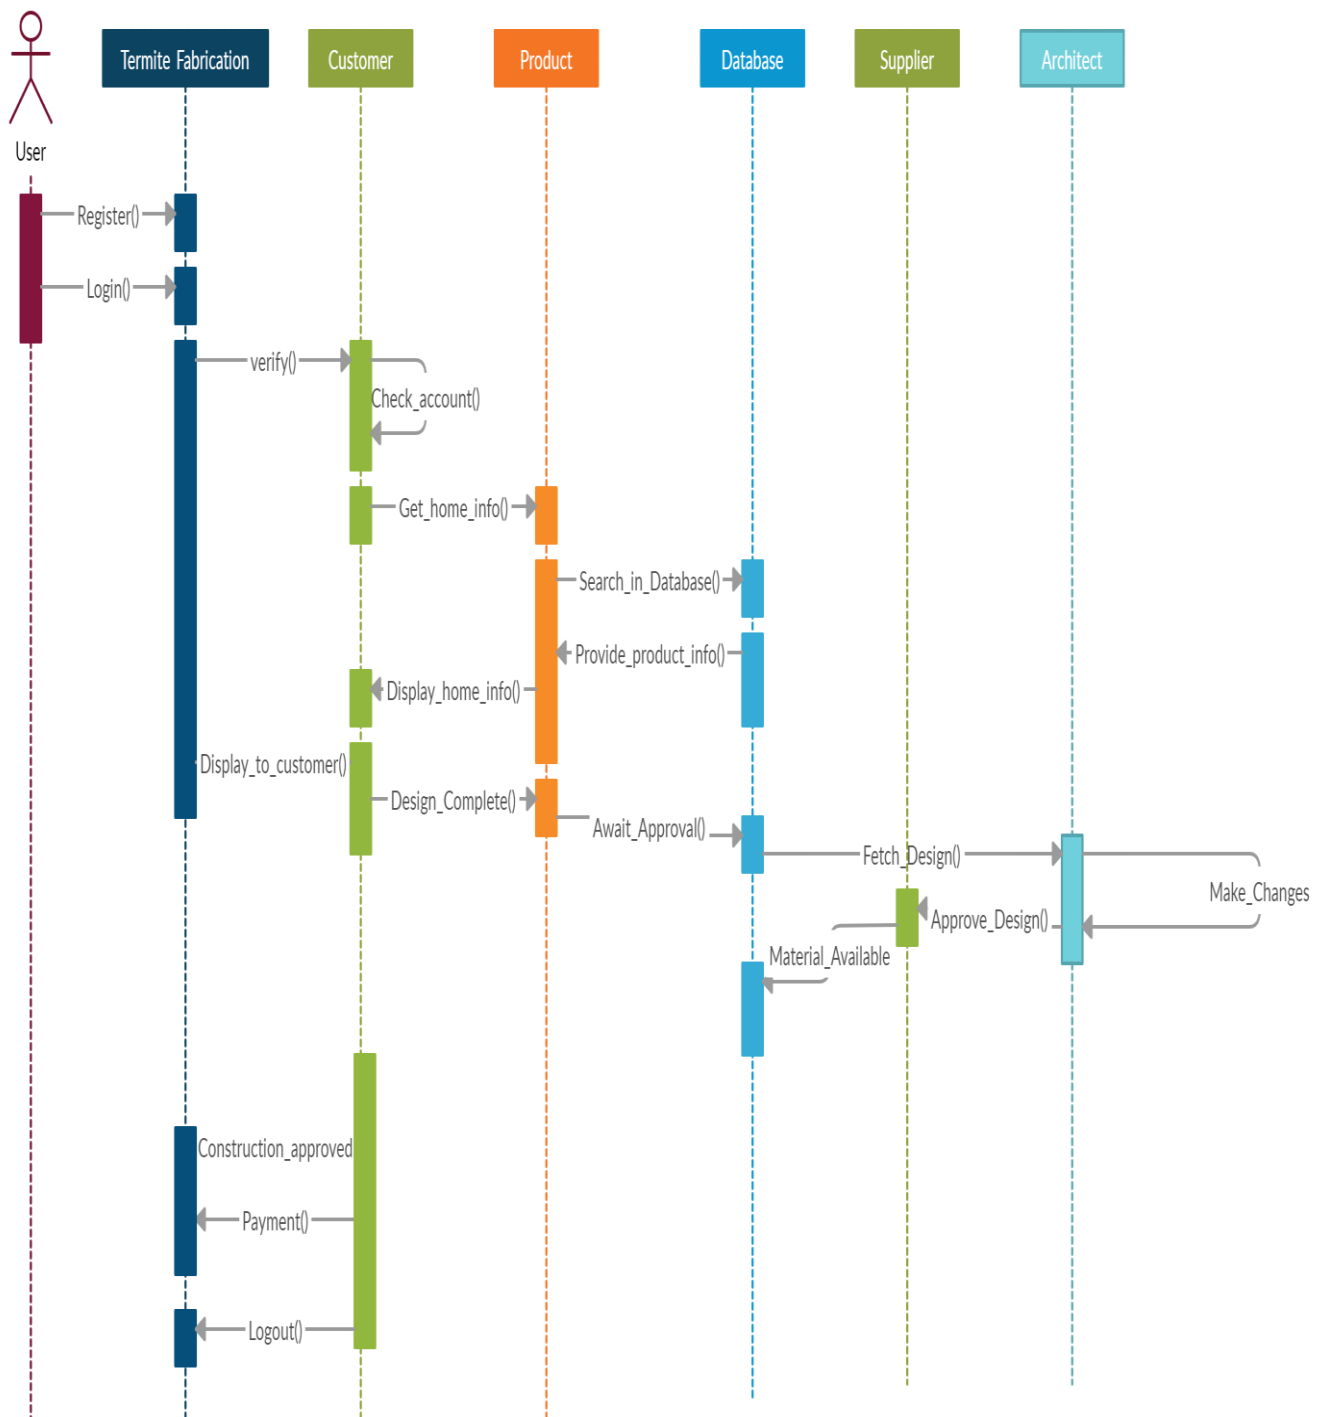 Termite Fabrication
Customer
Product
Database
Supplier
Architect
User
Register()
Login()
verify()
Check_account()
Get_home_info()
Search_in_Database()
Provide_product_info()
Display_home_info()
Display_to_customer()
Design_Complete()
Await_Approval()
Fetch_Design()
Make_Changes
Approve_Design()
Material_Available
Construction_approved
Payment()
Logout()